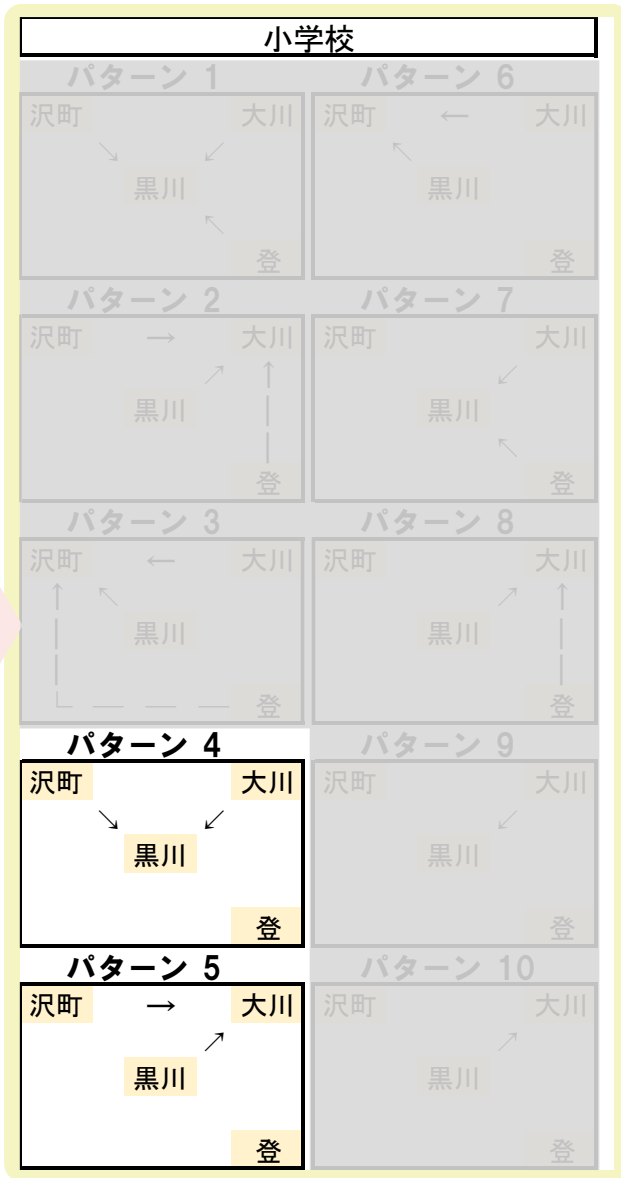 小学校
パターン 1
沢町 大川
↘ ↙
黒川
↖
登
パターン 6
沢町 ← 大川
↖
黒川
登
パターン 2
沢町 → 大川
↗ ↑
黒川
登
パターン 7
沢町 大川
↙
黒川
↖
登
パターン 3
沢町 ← 大川
↑ ↖
黒川
登
パターン 8
沢町 大川
↗ ↑
黒川
登
パターン 4
沢町 大川
↘ ↙
黒川
登
パターン 9
沢町 大川
↙
黒川
登
パターン 5
沢町 → 大川
↗
黒川
登
パターン 10
沢町 大川
↗
黒川
登